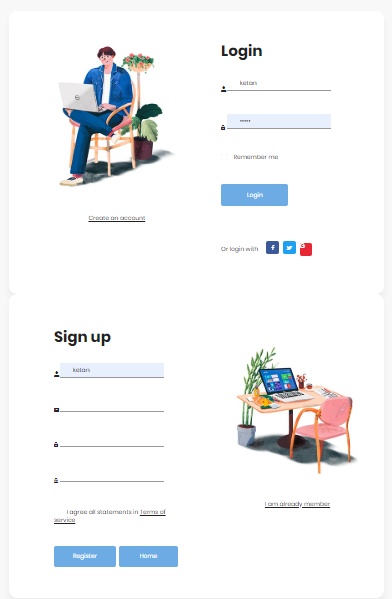 Login
ketan
•••••
Remember me
Login
Create an account
Or login with
Sign up
ketan
I agree all statements in Terms of
service
I am already member
Register
Home